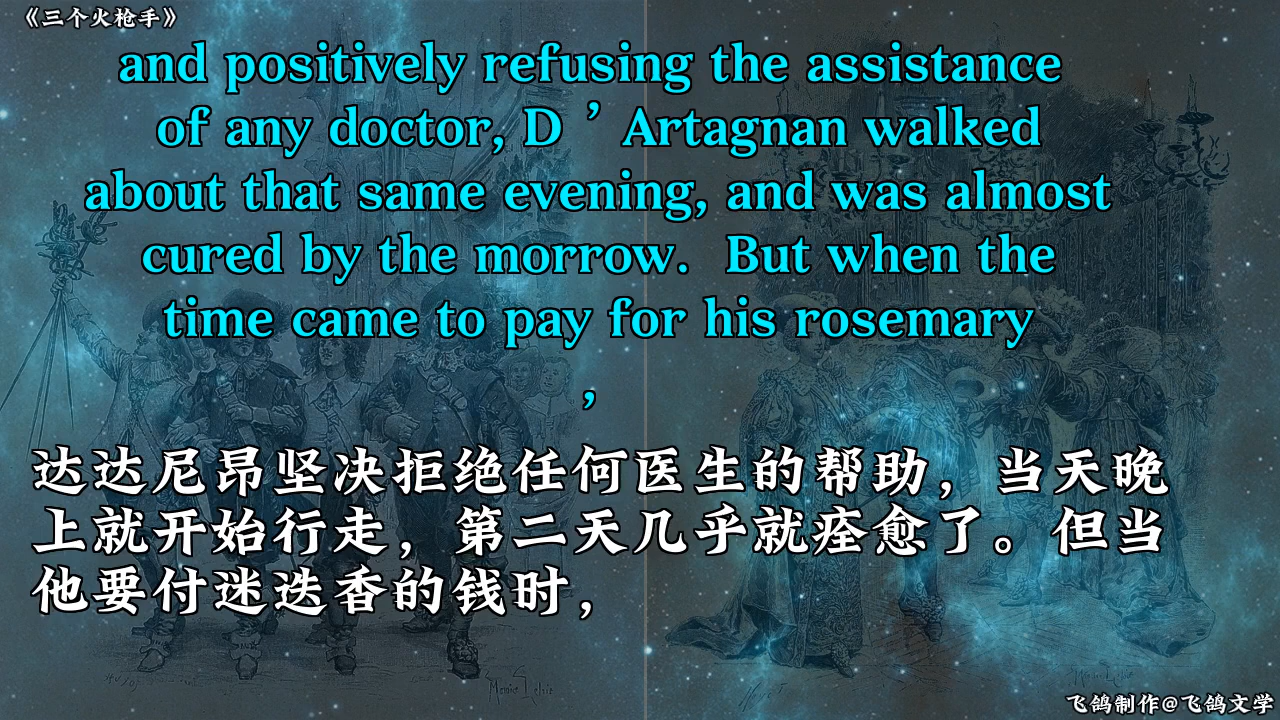 《三个火枪手》
and positively refusing the assistance
of any doctor, D ’ Artagnan walked
about that same evening, and was almost
cured by the morrow.  But when the
time came to pay for his rosemary
,
达达尼昂坚决拒绝任何医生的帮助，当天晚
上就开始行走，第二天几乎就痊愈了。但当
他要付迷迭香的钱时，
飞鸽制作@飞鸽文学